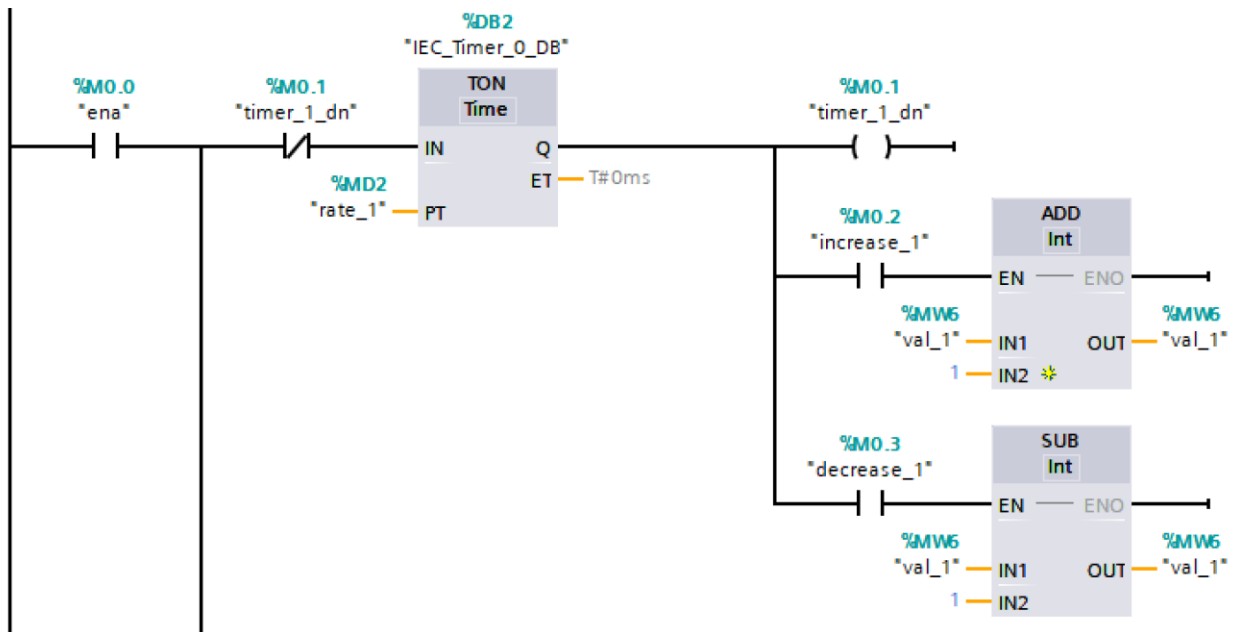 %DB2
"IEC_Timer_0_DB"
TON
Time
%M0.0
"ena"
%M0.1
"timer_1_dn"
IN
Q
ET
T#0ms
%MD2
"rate_1"
PT
%M0.1
"timer_1_dn"
%M0.2
"increase_1"
ADD
Int
EN
ENO
%MW6
"val_1"
IN1
OUT
%MW6
"val_1"
1
IN2
%M0.3
"decrease_1"
SUB
Int
EN
ENO
%MW6
"val_1"
IN1
OUT
%MW6
"val_1"
1
IN2